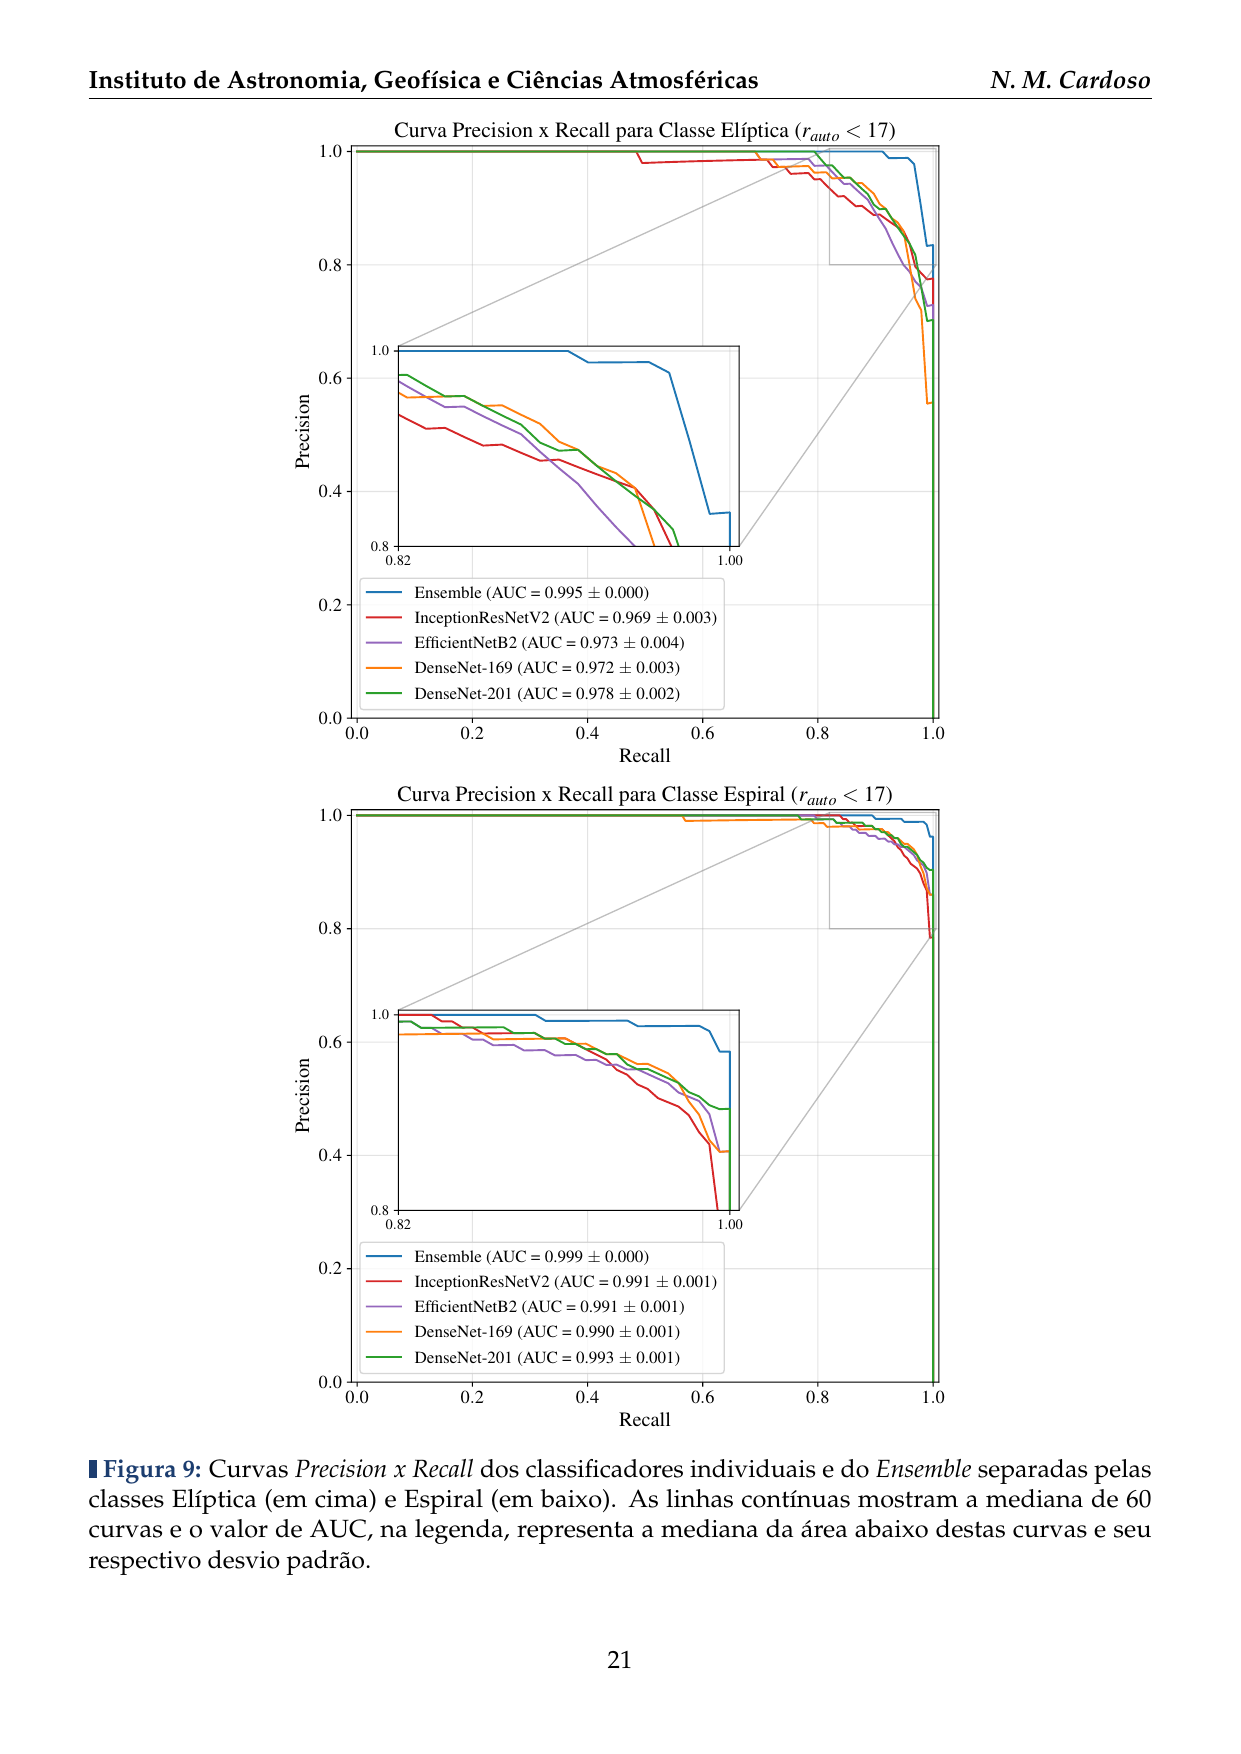 Instituto de Astronomia, Geofísica e Ciências Atmosféricas N. M. Cardoso
Curva Precision x Recall para Classe Elíptica (r_auto < 17)
1.0
0.8
0.6
0.4
0.2
0.0
Precision
1.0
0.8
0.82 1.00
Ensemble (AUC = 0.995 ± 0.000)
InceptionResNetV2 (AUC = 0.969 ± 0.003)
EfficientNetB2 (AUC = 0.973 ± 0.004)
DenseNet-169 (AUC = 0.972 ± 0.003)
DenseNet-201 (AUC = 0.978 ± 0.002)
0.0 0.2 0.4 0.6 0.8 1.0
Recall
Curva Precision x Recall para Classe Espiral (r_auto < 17)
1.0
0.8
0.6
0.4
0.2
0.0
Precision
1.0
0.8
0.82 1.00
Ensemble (AUC = 0.999 ± 0.000)
InceptionResNetV2 (AUC = 0.991 ± 0.001)
EfficientNetB2 (AUC = 0.991 ± 0.001)
DenseNet-169 (AUC = 0.990 ± 0.001)
DenseNet-201 (AUC = 0.993 ± 0.001)
0.0 0.2 0.4 0.6 0.8 1.0
Recall
Figura 9: Curvas Precision x Recall dos classificadores individuais e do Ensemble separadas pelas
classes Elíptica (em cima) e Espiral (em baixo). As linhas contínuas mostram a mediana de 60
curvas e o valor de AUC, na legenda, representa a mediana da área abaixo destas curvas e seu
respectivo desvio padrão.
21